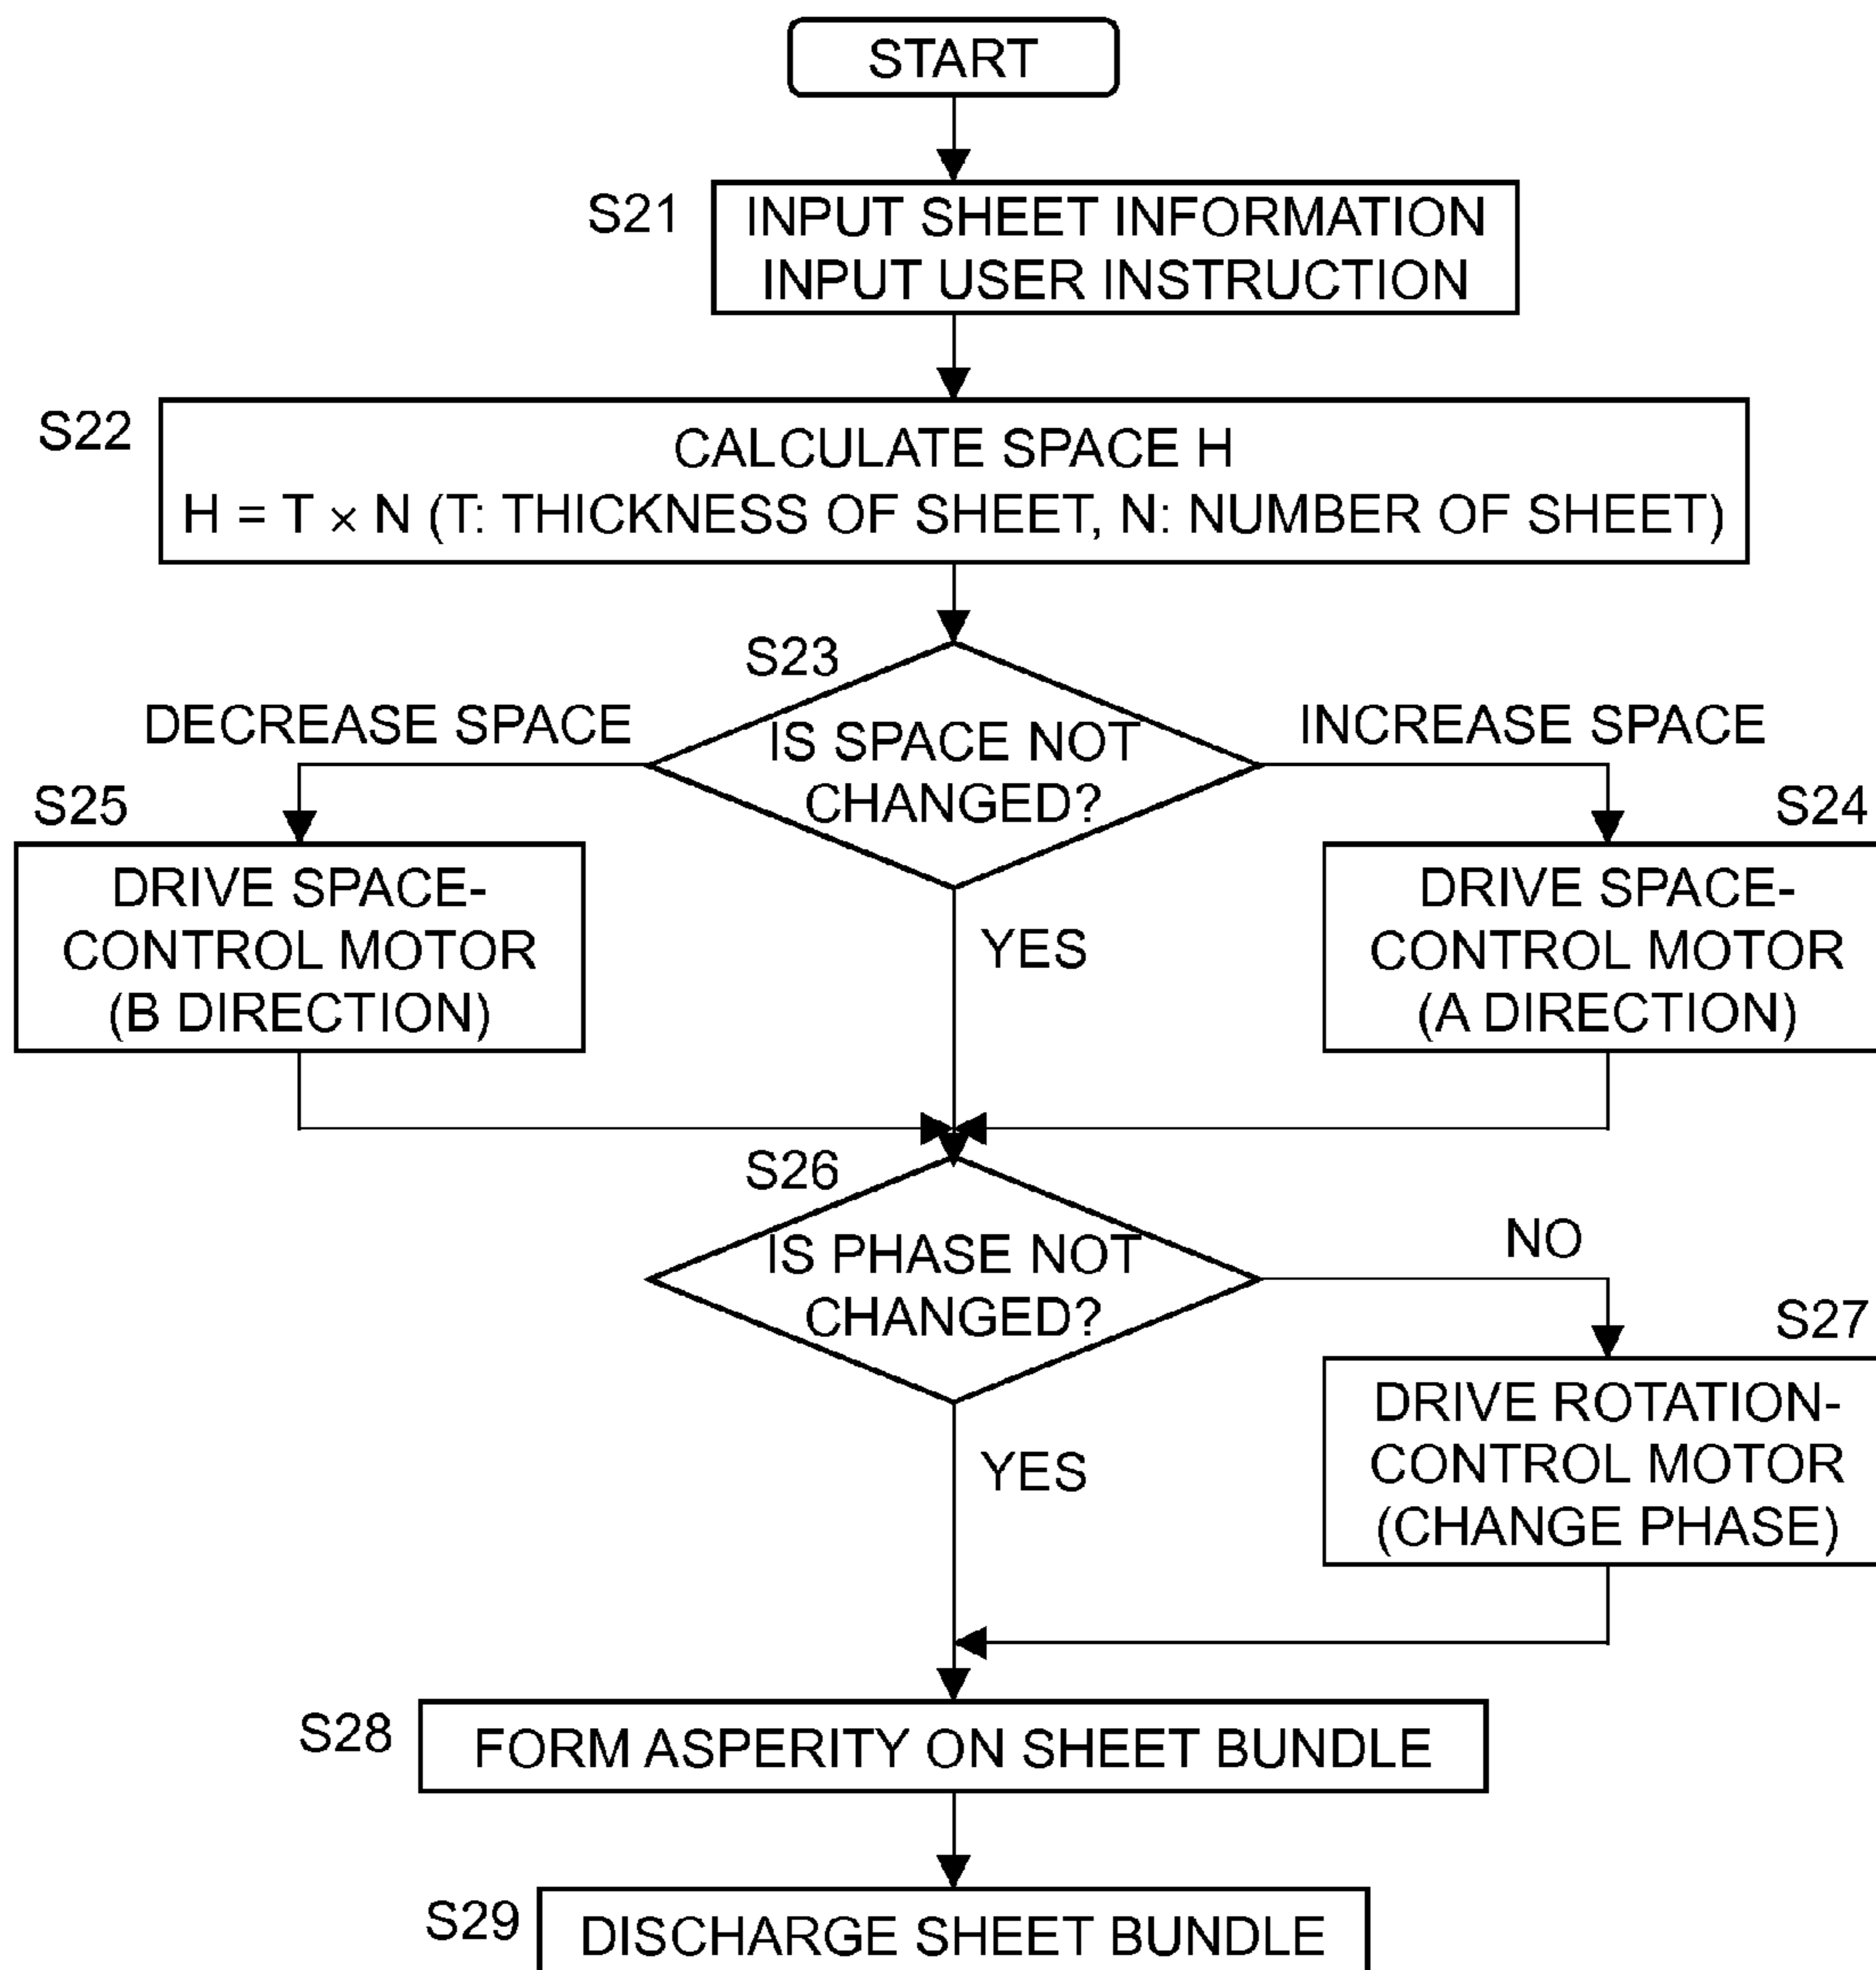 START
S21
INPUT SHEET INFORMATION
INPUT USER INSTRUCTION
S22
CALCULATE SPACE H
H = T × N (T: THICKNESS OF SHEET, N: NUMBER OF SHEET)
S23
DECREASE SPACE
IS SPACE NOT
CHANGED?
INCREASE SPACE
S25
DRIVE SPACE-
CONTROL MOTOR
(B DIRECTION)
YES
S24
DRIVE SPACE-
CONTROL MOTOR
(A DIRECTION)
S26
IS PHASE NOT
CHANGED?
NO
YES
S27
DRIVE ROTATION-
CONTROL MOTOR
(CHANGE PHASE)
S28
FORM ASPERITY ON SHEET BUNDLE
S29
DISCHARGE SHEET BUNDLE